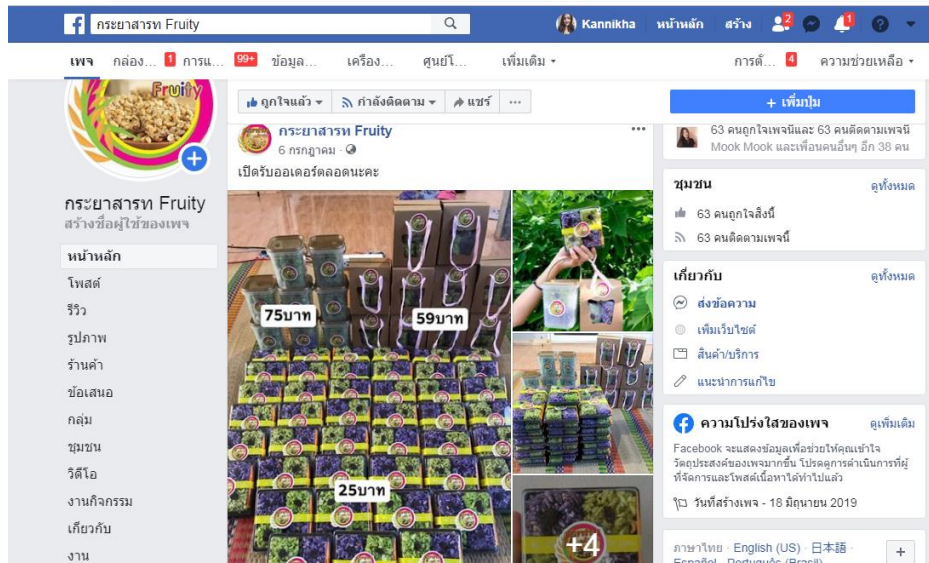 กระยาสารท Fruity
Kannikha
หน้าหลัก
สร้าง
2
1
เพจ
กล่อง... 1
การแ... 99+
ข้อมูล...
เครื่อง...
ศูนย์โ...
เพิ่มเติม
การตั้... 4
ความช่วยเหลือ
Fruity
กระยาสารท Fruity
สร้างชื่อผู้ใช้ของเพจ
หน้าหลัก
โพสต์
รีวิว
รูปภาพ
ร้านค้า
ข้อเสนอ
กลุ่ม
ชุมชน
วิดีโอ
งานกิจกรรม
เกี่ยวกับ
งาน
ถูกใจแล้ว
กำลังติดตาม
แชร์
กระยาสารท Fruity
6 กรกฎาคม ·
เปิดรับออเดอร์ตลอดนะคะ
75บาท
59บาท
25บาท
+4
+ เพิ่มปุ่ม
63 คนถูกใจเพจนี้และ 63 คนติดตามเพจนี้
Mook Mook และเพื่อนคนอื่นๆ อีก 38 คน
ชุมชน
ดูทั้งหมด
63 คนถูกใจสิ่งนี้
63 คนติดตามเพจนี้
เกี่ยวกับ
ดูทั้งหมด
ส่งข้อความ
เพิ่มเว็บไซต์
สินค้า/บริการ
แนะนำการแก้ไข
ความโปร่งใสของเพจ
ดูเพิ่มเติม
Facebook จะแสดงข้อมูลเพื่อช่วยให้คุณเข้าใจ
วัตถุประสงค์ของเพจมากขึ้น โปรดดูการดำเนินการที่ผู้
ที่จัดการและโพสต์เนื้อหาได้ทำไปแล้ว
วันที่สร้างเพจ - 18 มิถุนายน 2019
ภาษาไทย · English (US) · 日本語 ·
Español · Português (Brasil)